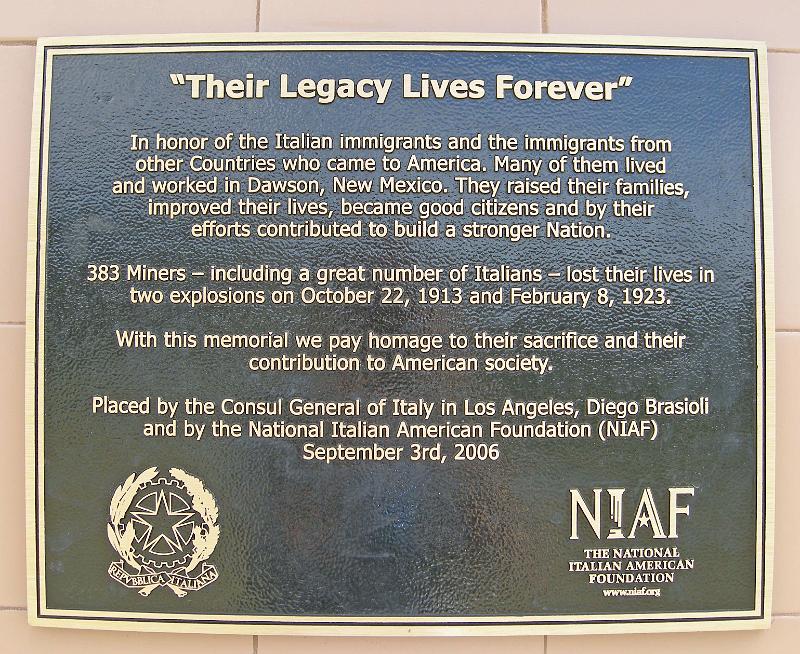 “Their Legacy Lives Forever”
In honor of the Italian immigrants and the immigrants from
other Countries who came to America. Many of them lived
and worked in Dawson, New Mexico. They raised their families,
improved their lives, became good citizens and by their
efforts contributed to build a stronger Nation.
383 Miners – including a great number of Italians – lost their lives in
two explosions on October 22, 1913 and February 8, 1923.
With this memorial we pay homage to their sacrifice and their
contribution to American society.
Placed by the Consul General of Italy in Los Angeles, Diego Brasioli
and by the National Italian American Foundation (NIAF)
September 3rd, 2006
REPVBBLICA ITALIANA
NIAF
THE NATIONAL
ITALIAN AMERICAN
FOUNDATION
www.niaf.org